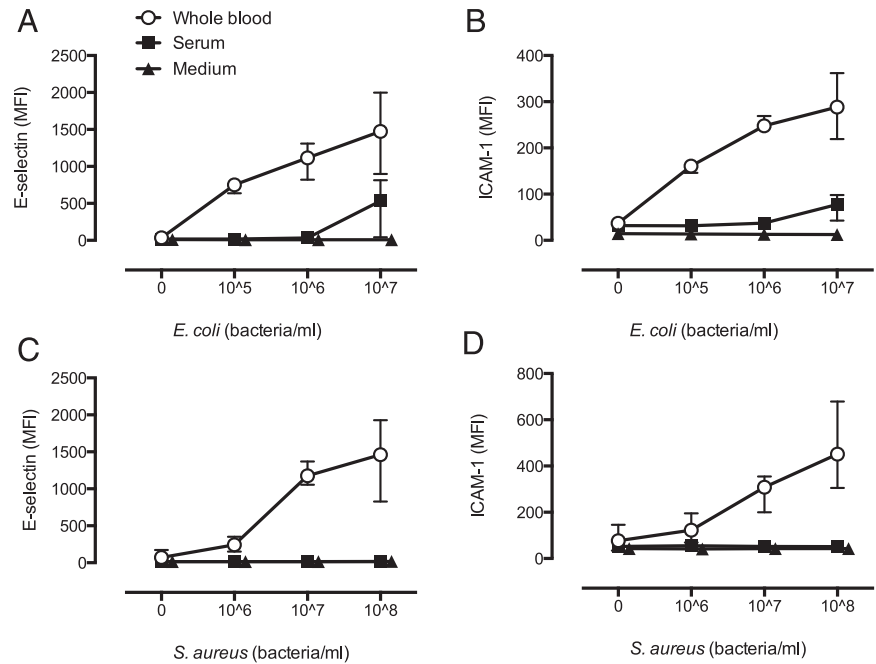 A
Whole blood
Serum
Medium
E-selectin (MFI)
2500
2000
1500
1000
500
0
0 10^5 10^6 10^7
E. coli (bacteria/ml)
B
ICAM-1 (MFI)
400
300
200
100
0
0 10^5 10^6 10^7
E. coli (bacteria/ml)
C
E-selectin (MFI)
2500
2000
1500
1000
500
0
0 10^6 10^7 10^8
S. aureus (bacteria/ml)
D
ICAM-1 (MFI)
800
600
400
200
0
0 10^6 10^7 10^8
S. aureus (bacteria/ml)